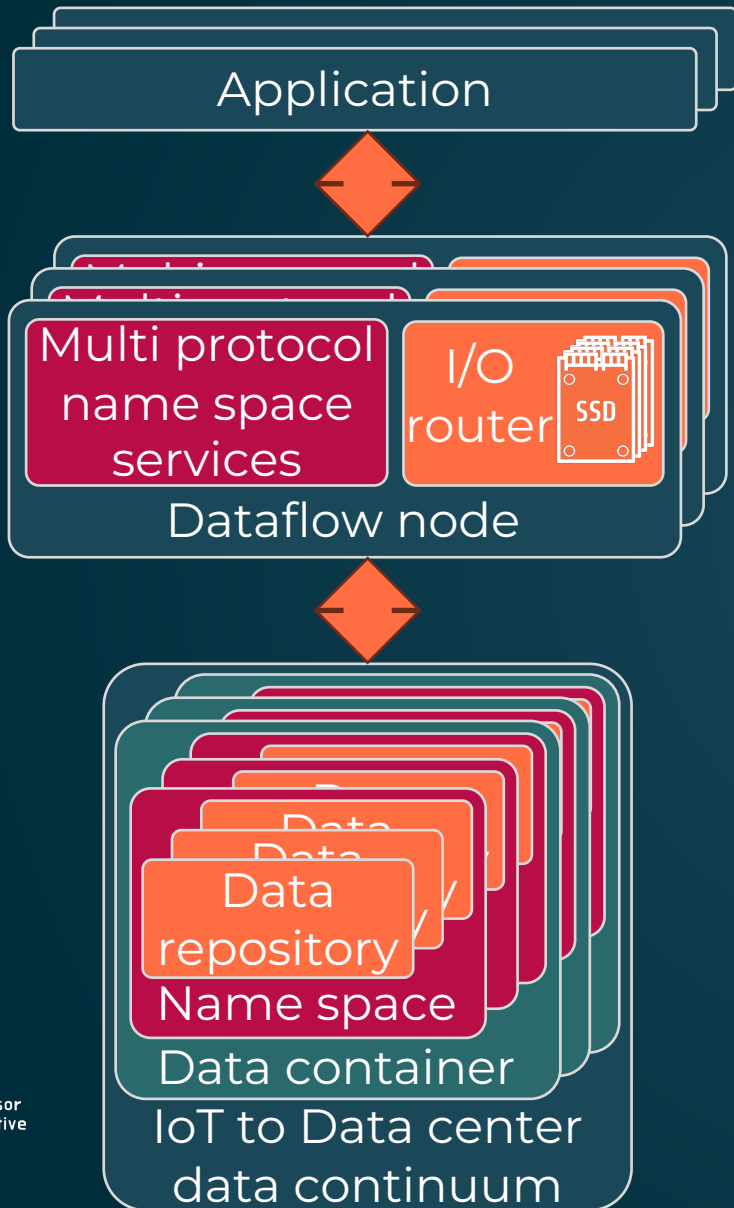 Application
Multi protocol
name space
services
I/O
router
SSD
Dataflow node
Data
Data
repository
Name space
Data container
IoT to Data center
data continuum